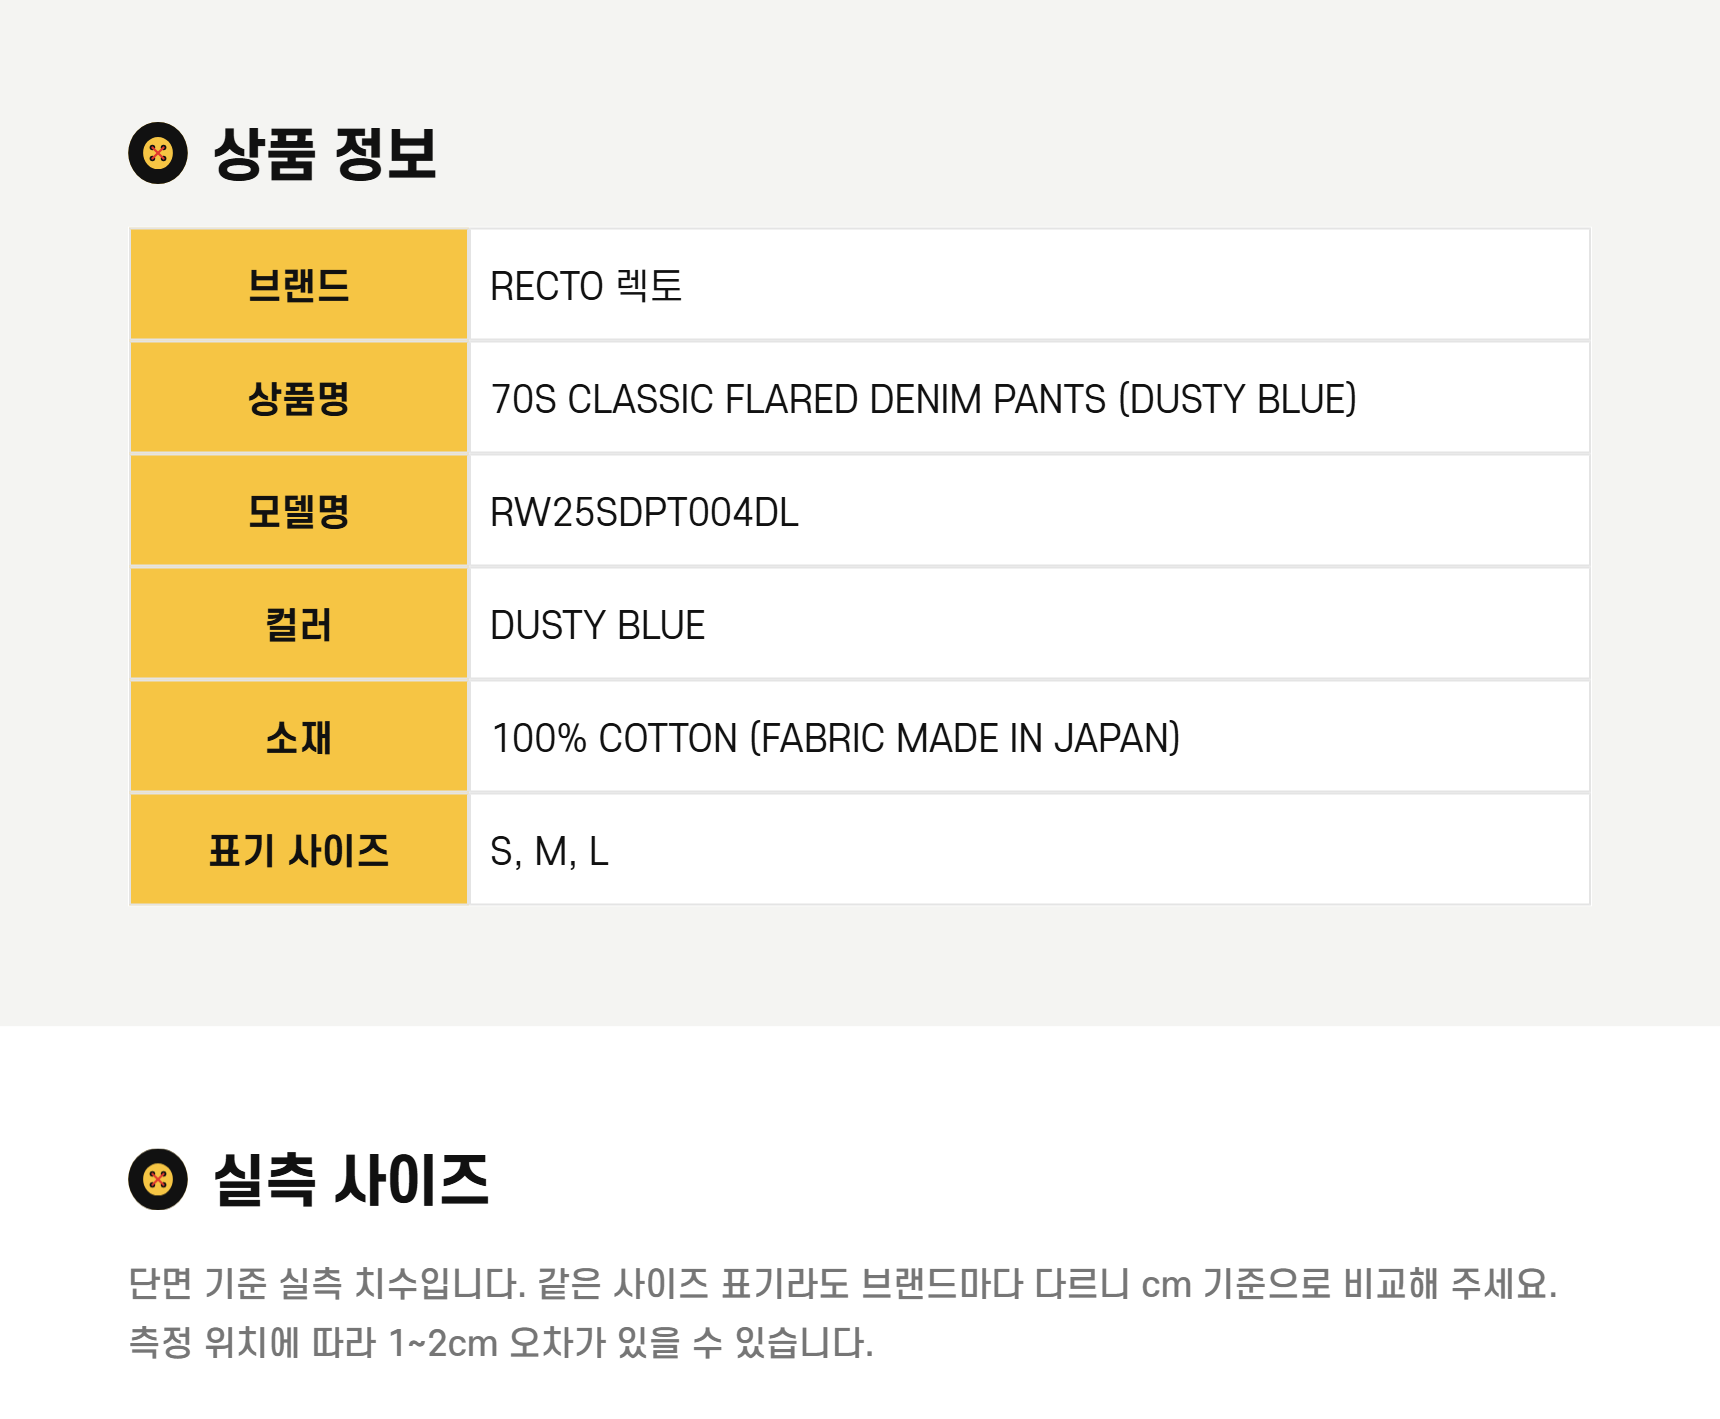 상품 정보
브랜드 RECTO 렉토
상품명 70S CLASSIC FLARED DENIM PANTS (DUSTY BLUE)
모델명 RW25SDPT004DL
컬러 DUSTY BLUE
소재 100% COTTON (FABRIC MADE IN JAPAN)
표기 사이즈 S, M, L
실측 사이즈
단면 기준 실측 치수입니다. 같은 사이즈 표기라도 브랜드마다 다르니 cm 기준으로 비교해 주세요.
측정 위치에 따라 1~2cm 오차가 있을 수 있습니다.